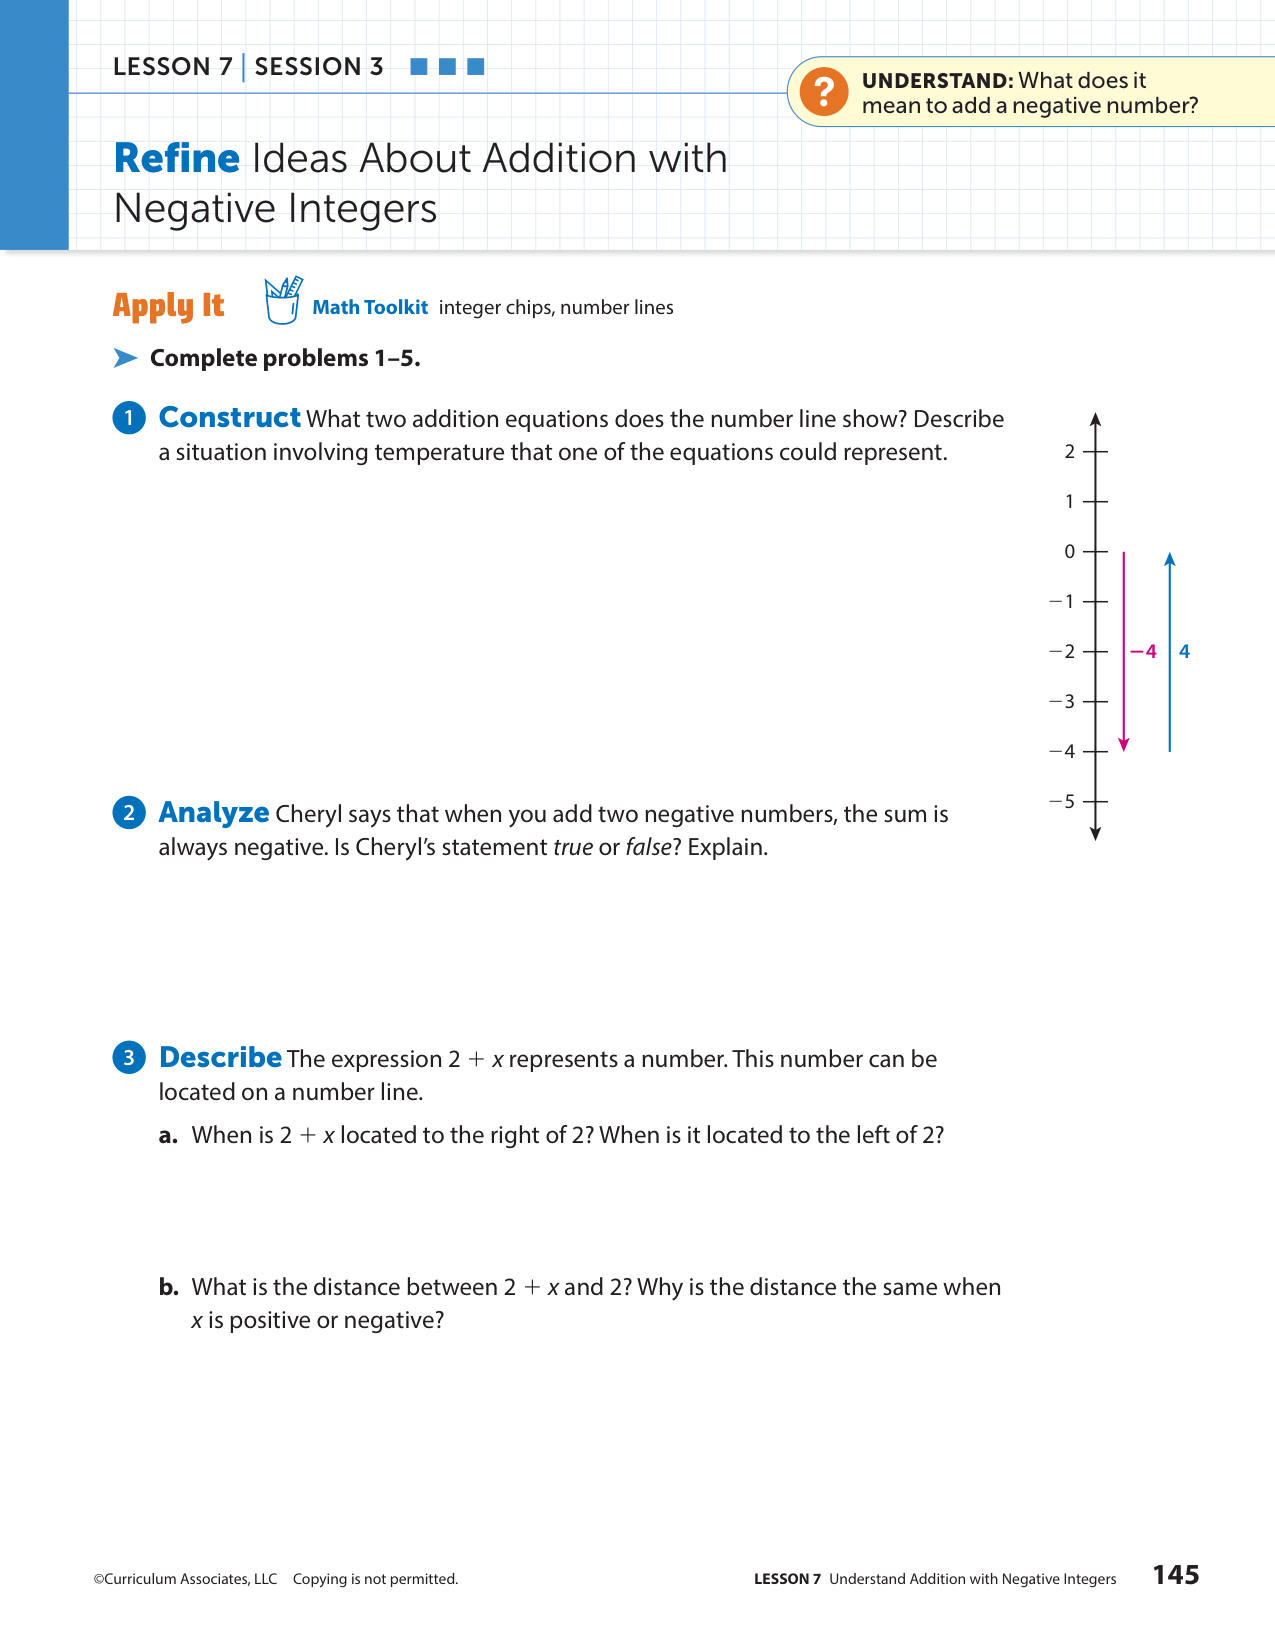 LESSON 7 | SESSION 3
? UNDERSTAND: What does it
mean to add a negative number?
Refine Ideas About Addition with
Negative Integers
Apply It Math Toolkit integer chips, number lines
➤ Complete problems 1–5.
1 Construct What two addition equations does the number line show? Describe
a situation involving temperature that one of the equations could represent.
2
1
0
−1
−2
−3
−4
−5
−4
4
2 Analyze Cheryl says that when you add two negative numbers, the sum is
always negative. Is Cheryl’s statement true or false? Explain.
3 Describe The expression 2 + x represents a number. This number can be
located on a number line.
a. When is 2 + x located to the right of 2? When is it located to the left of 2?
b. What is the distance between 2 + x and 2? Why is the distance the same when
x is positive or negative?
©Curriculum Associates, LLC Copying is not permitted.
LESSON 7 Understand Addition with Negative Integers 145